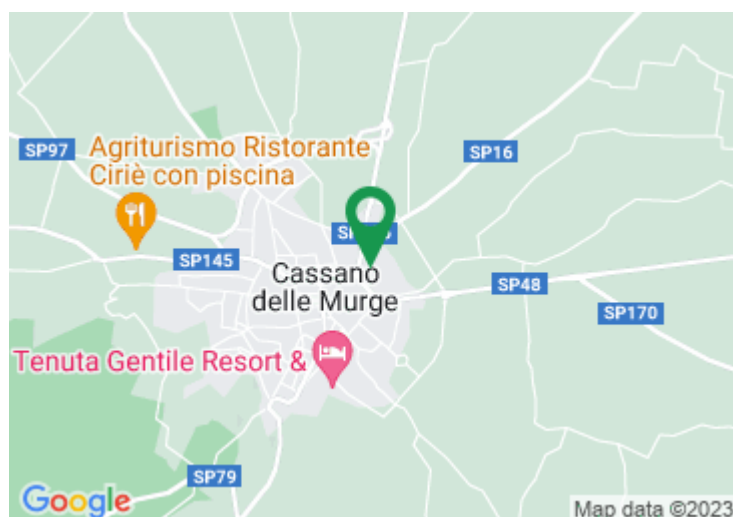 SP97
Agriturismo Ristorante
Ciriè con piscina
SP16
SP145
Cassano
delle Murge
SP48
SP170
Tenuta Gentile Resort &
SP79
Google
Map data ©2023